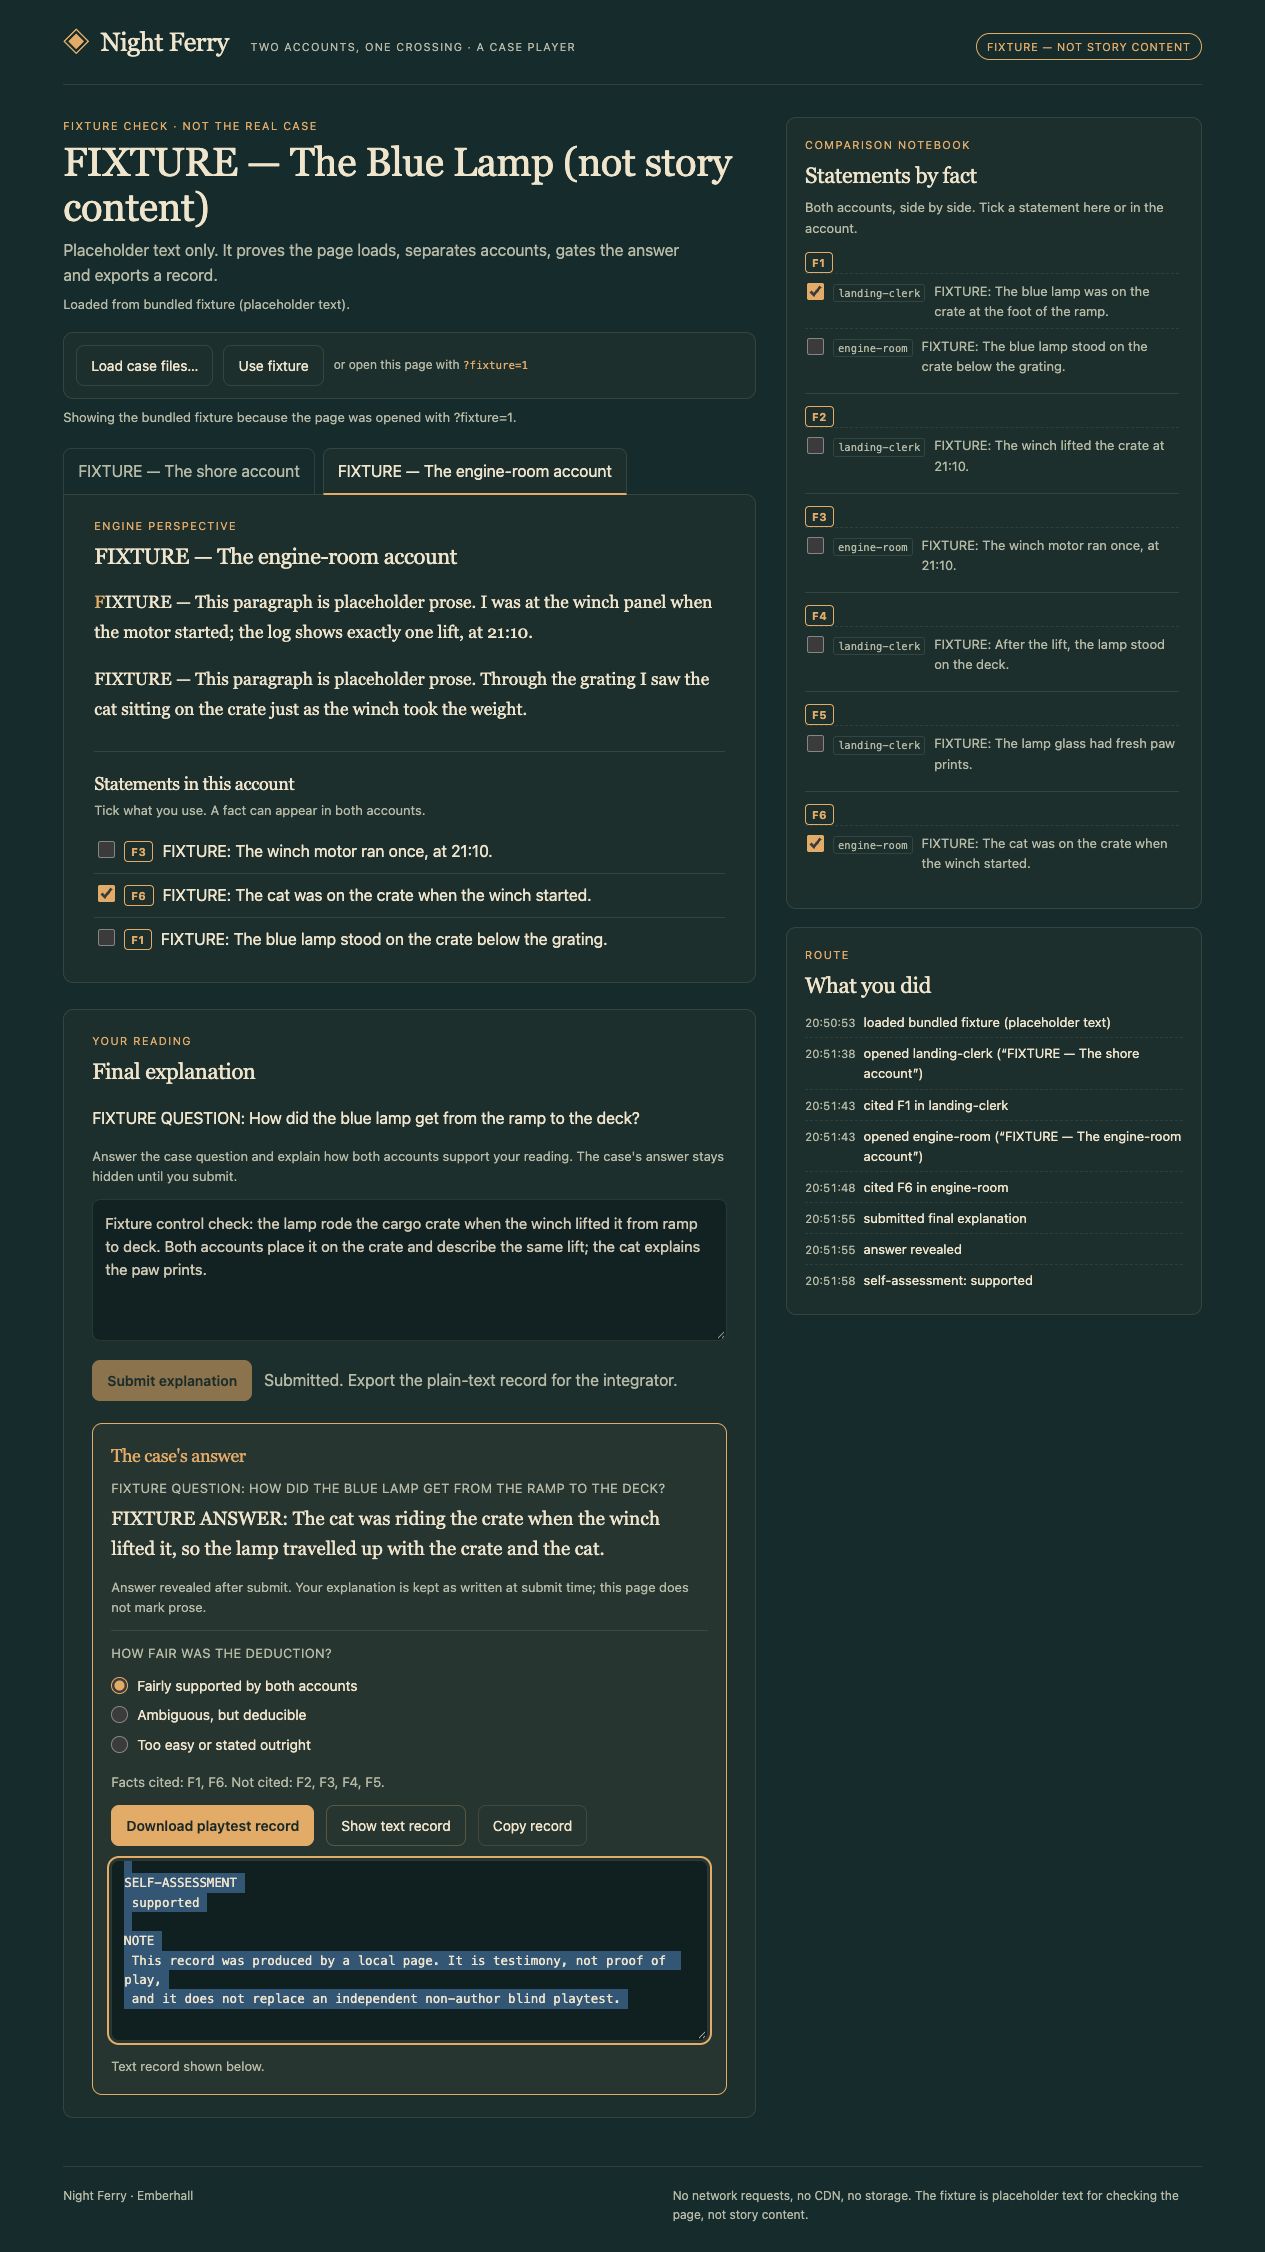 Night Ferry
TWO ACCOUNTS, ONE CROSSING · A CASE PLAYER
FIXTURE — NOT STORY CONTENT
FIXTURE CHECK · NOT THE REAL CASE
FIXTURE — The Blue Lamp (not story
content)
Placeholder text only. It proves the page loads, separates accounts, gates the answer
and exports a record.
Loaded from bundled fixture (placeholder text).
Load case files…
Use fixture
or open this page with ?fixture=1
Showing the bundled fixture because the page was opened with ?fixture=1.
FIXTURE — The shore account
FIXTURE — The engine-room account
ENGINE PERSPECTIVE
FIXTURE — The engine-room account
FIXTURE — This paragraph is placeholder prose. I was at the winch panel when
the motor started; the log shows exactly one lift, at 21:10.
FIXTURE — This paragraph is placeholder prose. Through the grating I saw the
cat sitting on the crate just as the winch took the weight.
Statements in this account
Tick what you use. A fact can appear in both accounts.
F3 FIXTURE: The winch motor ran once, at 21:10.
F6 FIXTURE: The cat was on the crate when the winch started.
F1 FIXTURE: The blue lamp stood on the crate below the grating.
YOUR READING
Final explanation
FIXTURE QUESTION: How did the blue lamp get from the ramp to the deck?
Answer the case question and explain how both accounts support your reading. The case's answer stays
hidden until you submit.
Fixture control check: the lamp rode the cargo crate when the winch lifted it from ramp
to deck. Both accounts place it on the crate and describe the same lift; the cat explains
the paw prints.
Submit explanation
Submitted. Export the plain-text record for the integrator.
The case's answer
FIXTURE QUESTION: HOW DID THE BLUE LAMP GET FROM THE RAMP TO THE DECK?
FIXTURE ANSWER: The cat was riding the crate when the winch
lifted it, so the lamp travelled up with the crate and the cat.
Answer revealed after submit. Your explanation is kept as written at submit time; this page does
not mark prose.
HOW FAIR WAS THE DEDUCTION?
Fairly supported by both accounts
Ambiguous, but deducible
Too easy or stated outright
Facts cited: F1, F6. Not cited: F2, F3, F4, F5.
Download playtest record
Show text record
Copy record
SELF-ASSESSMENT
supported
NOTE
This record was produced by a local page. It is testimony, not proof of
play,
and it does not replace an independent non-author blind playtest.
Text record shown below.
COMPARISON NOTEBOOK
Statements by fact
Both accounts, side by side. Tick a statement here or in the
account.
F1
landing-clerk FIXTURE: The blue lamp was on the
crate at the foot of the ramp.
engine-room FIXTURE: The blue lamp stood on the
crate below the grating.
F2
landing-clerk FIXTURE: The winch lifted the crate at
21:10.
F3
engine-room FIXTURE: The winch motor ran once, at
21:10.
F4
landing-clerk FIXTURE: After the lift, the lamp stood
on the deck.
F5
landing-clerk FIXTURE: The lamp glass had fresh paw
prints.
F6
engine-room FIXTURE: The cat was on the crate when
the winch started.
ROUTE
What you did
20:50:53 loaded bundled fixture (placeholder text)
20:51:38 opened landing-clerk (“FIXTURE — The shore
account”)
20:51:43 cited F1 in landing-clerk
20:51:43 opened engine-room (“FIXTURE — The engine-room
account”)
20:51:48 cited F6 in engine-room
20:51:55 submitted final explanation
20:51:55 answer revealed
20:51:58 self-assessment: supported
Night Ferry · Emberhall
No network requests, no CDN, no storage. The fixture is placeholder text for checking the
page, not story content.